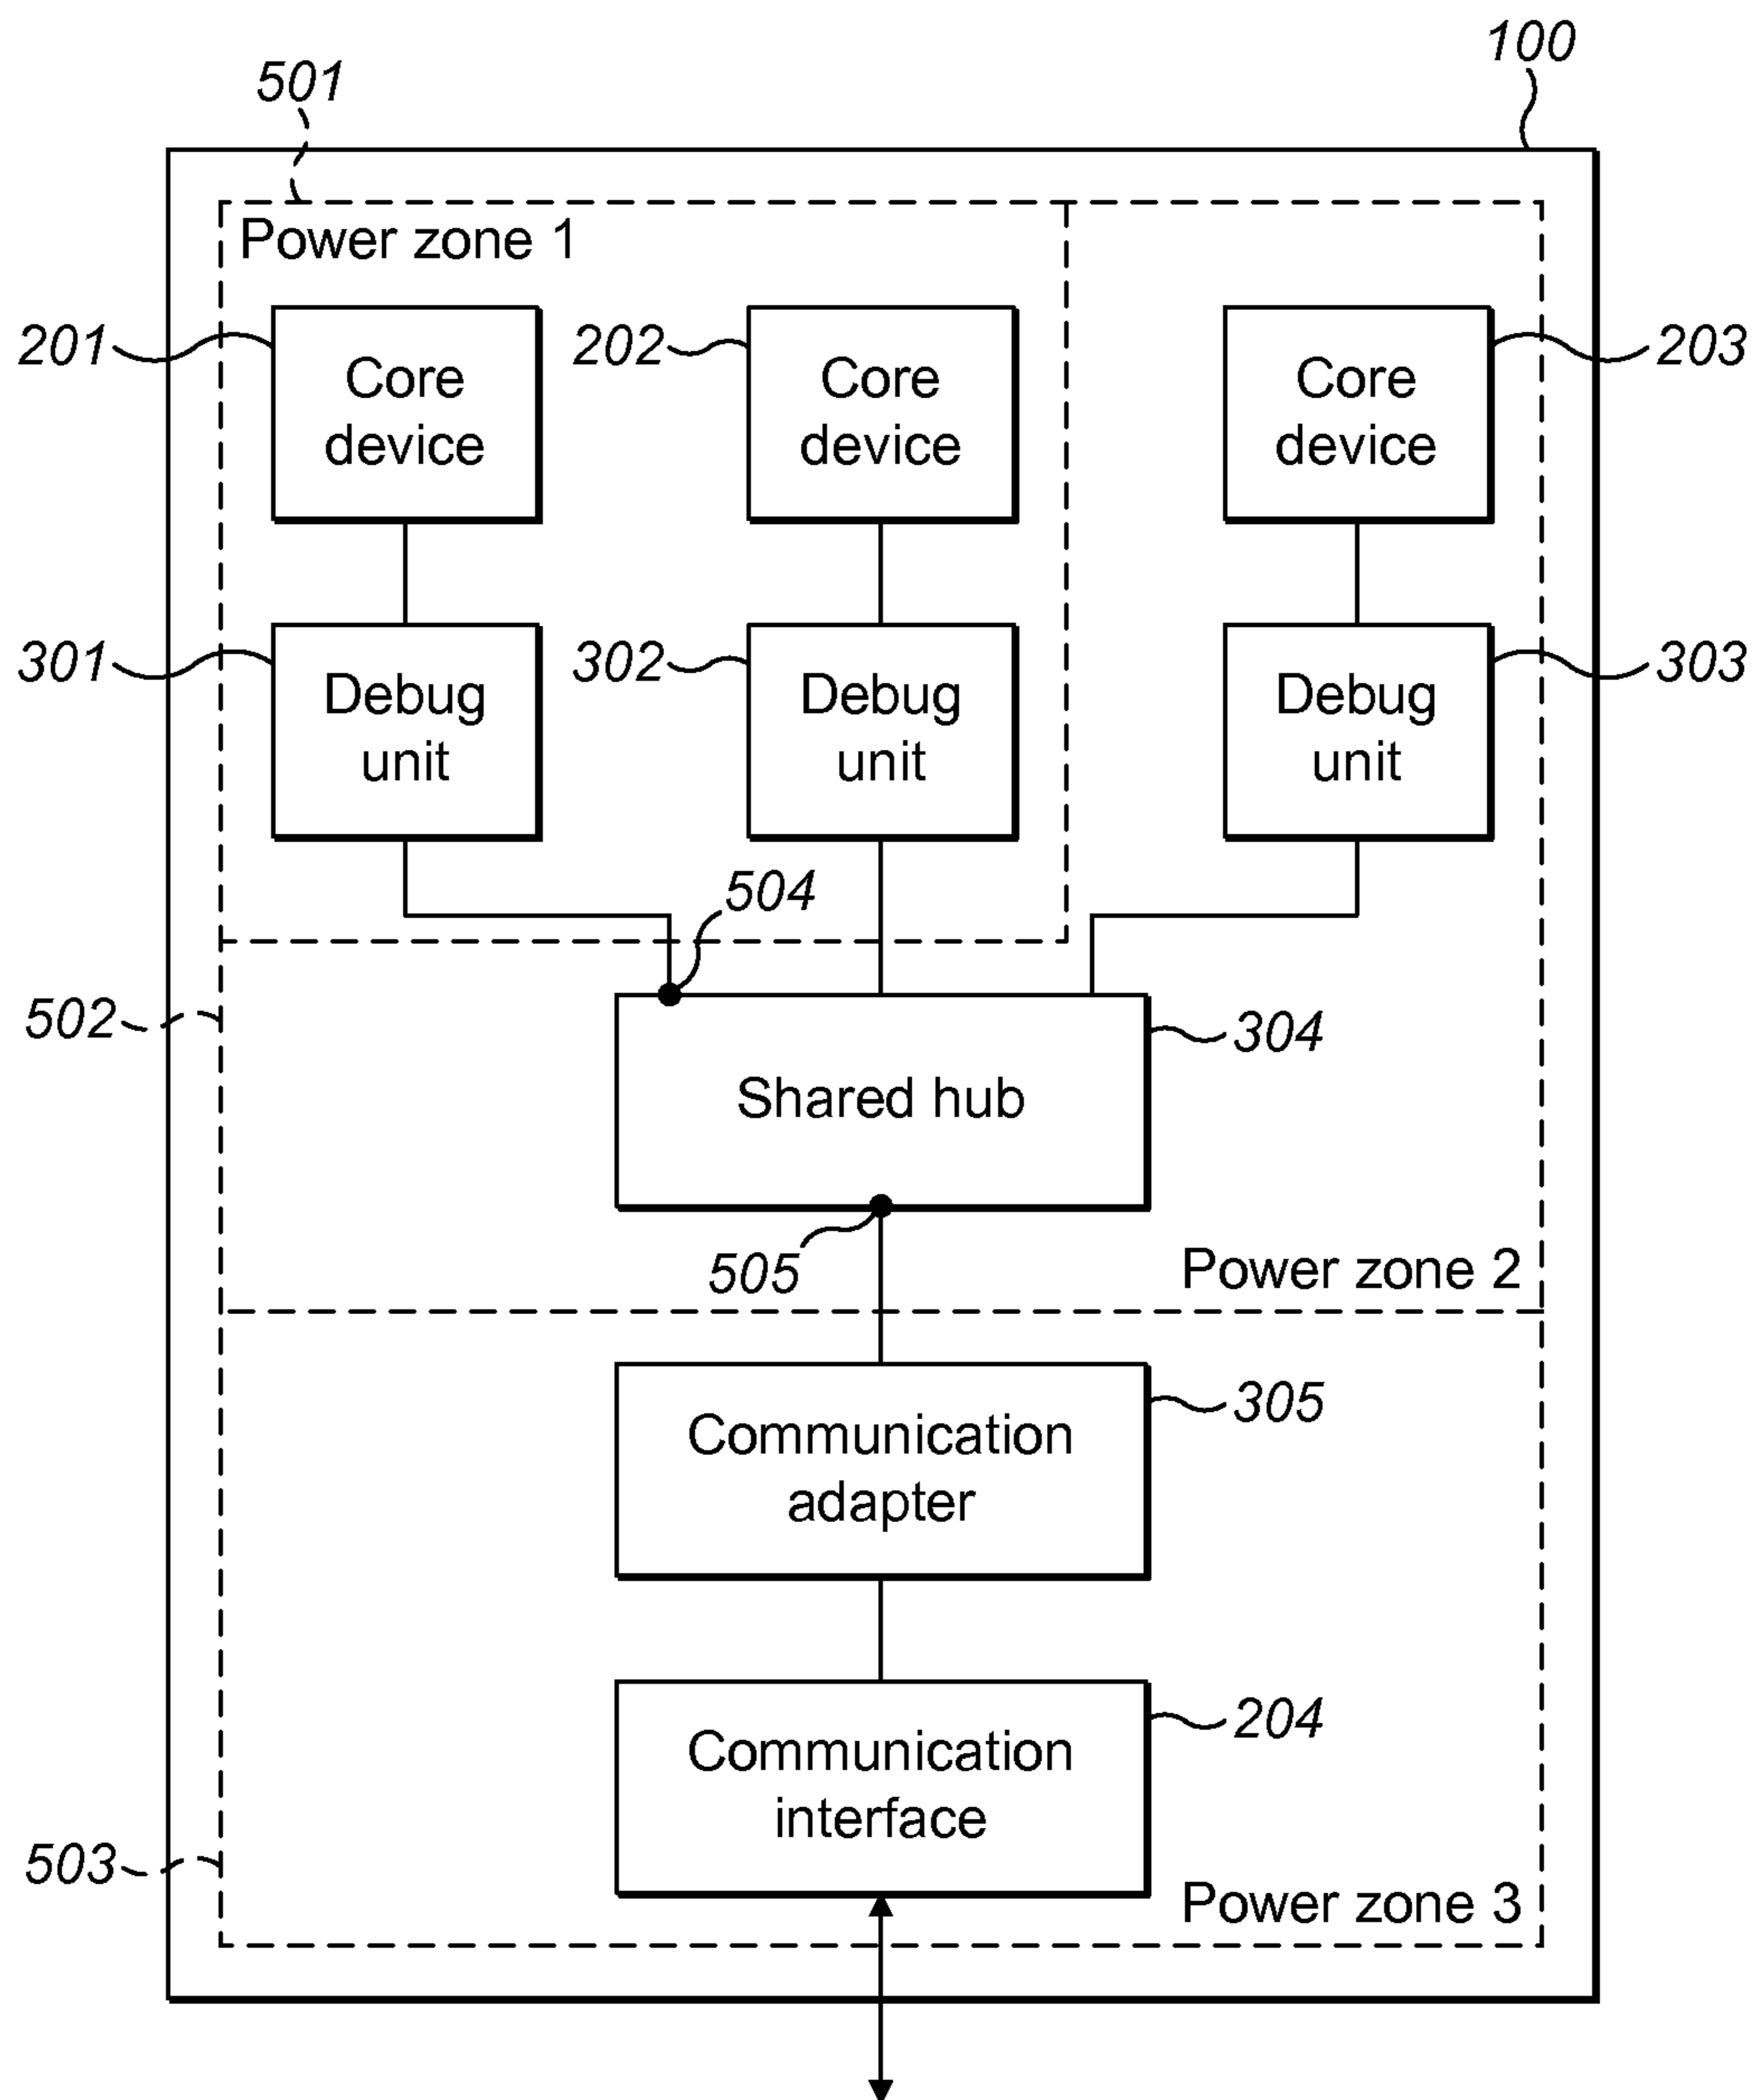 100
501
Power zone 1
201
Core
device
202
Core
device
203
Core
device
301
Debug
unit
302
Debug
unit
303
Debug
unit
504
502
304
Shared hub
505
Power zone 2
305
Communication
adapter
204
Communication
interface
503
Power zone 3